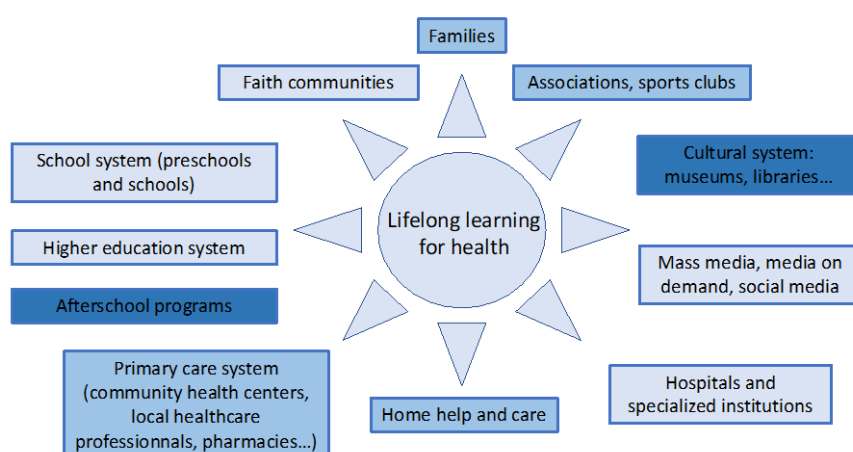 Families
Faith communities
Associations, sports clubs
School system (preschools
and schools)
Cultural system:
museums, libraries...
Lifelong learning
for health
Higher education system
Mass media, media on
demand, social media
Afterschool programs
Primary care system
(community health centers,
local healthcare
professionnals, pharmacies...)
Home help and care
Hospitals and
specialized institutions